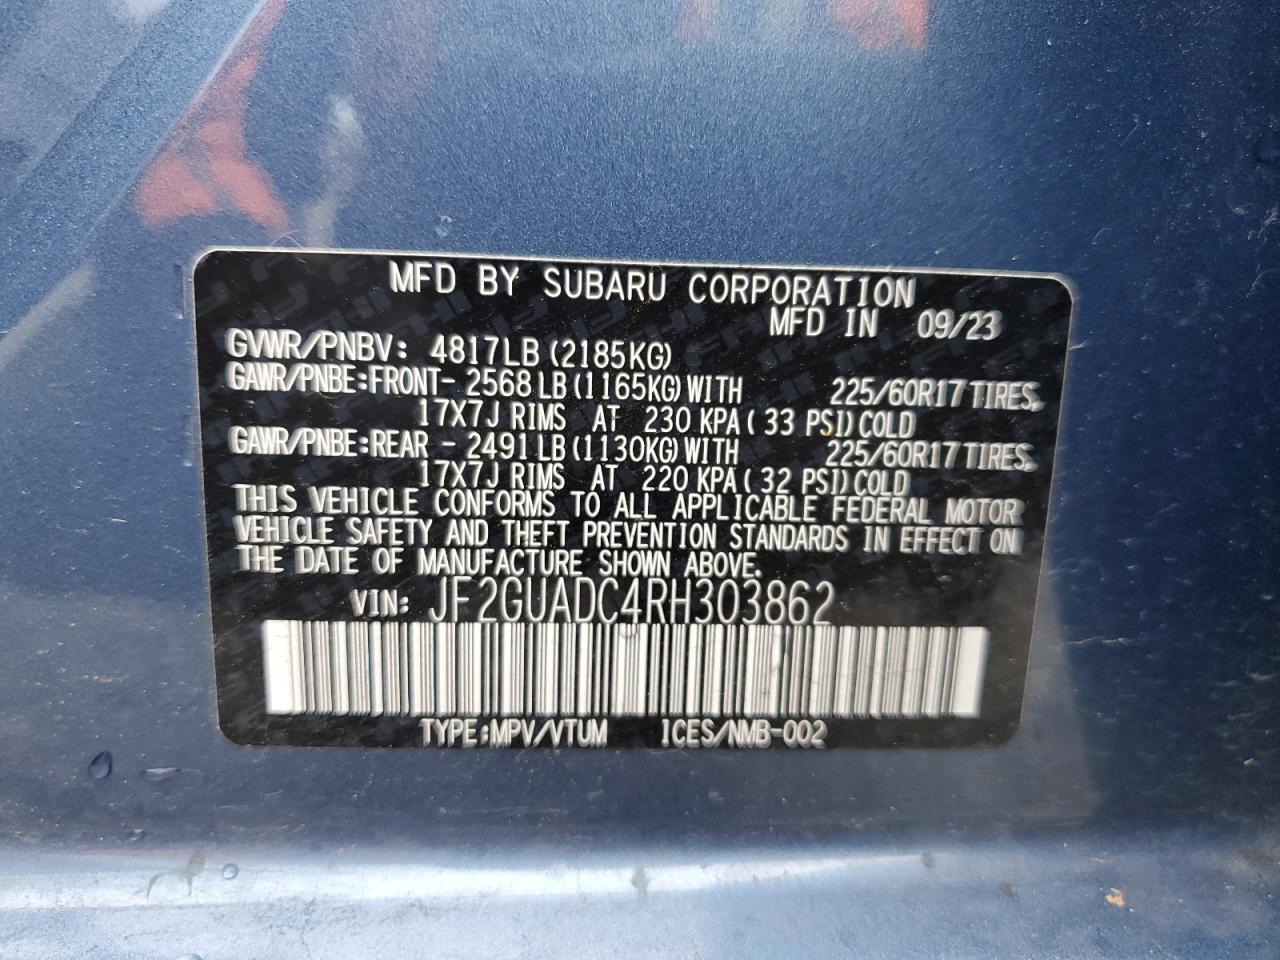 MFD BY SUBARU CORPORATION
MFD IN 09/23
GVWR/PNBV: 4817LB (2185KG)
GAWR/PNBE:FRONT- 2568 LB (1165KG) WITH 225/60R17 TIRES,
17X7J RIMS AT 230 KPA ( 33 PSI) COLD
GAWR/PNBE:REAR - 2491 LB (1130KG) WITH 225/60R17 TIRES,
17X7J RIMS AT 220 KPA ( 32 PSI) COLD
THIS VEHICLE CONFORMS TO ALL APPLICABLE FEDERAL MOTOR
VEHICLE SAFETY AND THEFT PREVENTION STANDARDS IN EFFECT ON
THE DATE OF MANUFACTURE SHOWN ABOVE.
VIN: JF2GUADC4RH303862
TYPE:MPV/VTUM ICES/NMB-002